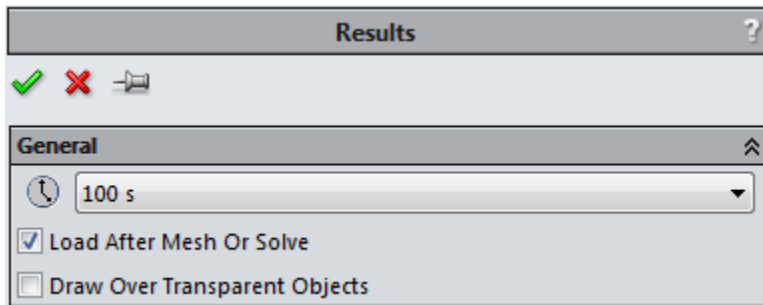 Results
?
General
100 s
Load After Mesh Or Solve
Draw Over Transparent Objects